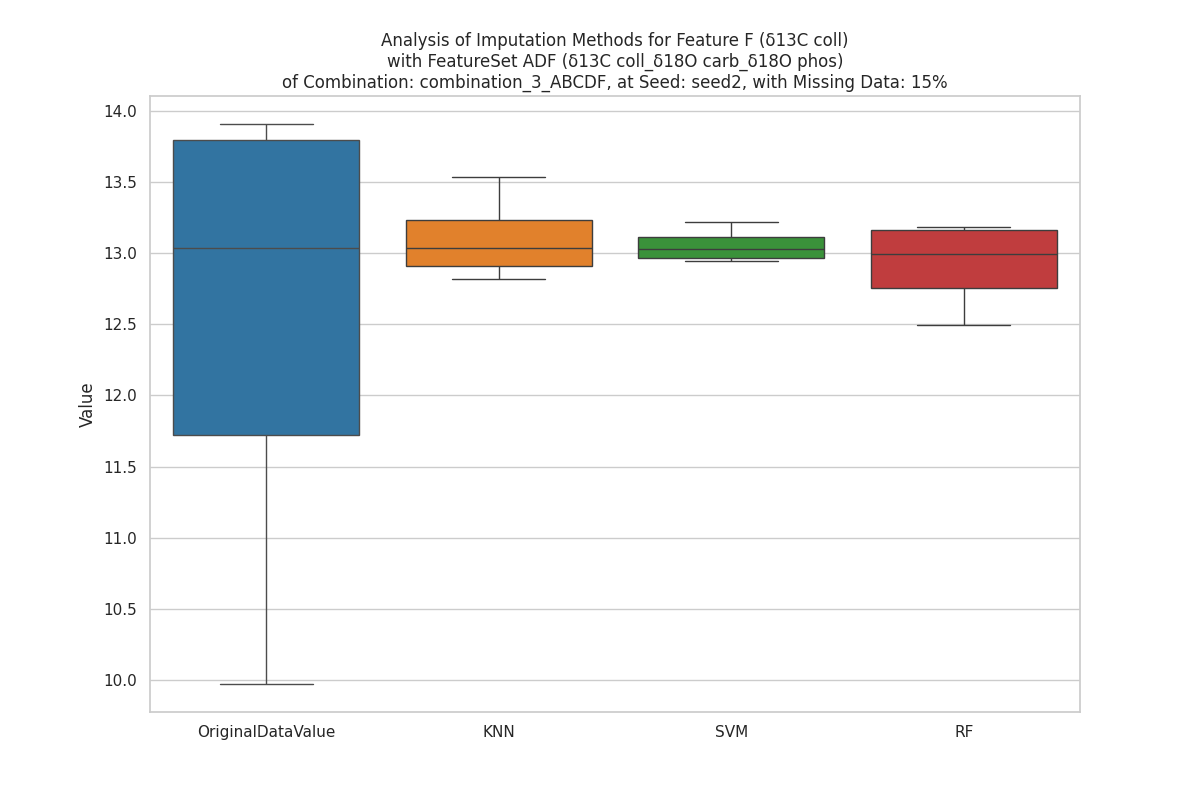 Analysis of Imputation Methods for Feature F (δ13C coll)
with FeatureSet ADF (δ13C coll_δ18O carb_δ18O phos)
of Combination: combination_3_ABCDF, at Seed: seed2, with Missing Data: 15%
14.0
13.5
13.0
12.5
12.0
11.5
11.0
10.5
10.0
Value
OriginalDataValue
KNN
SVM
RF